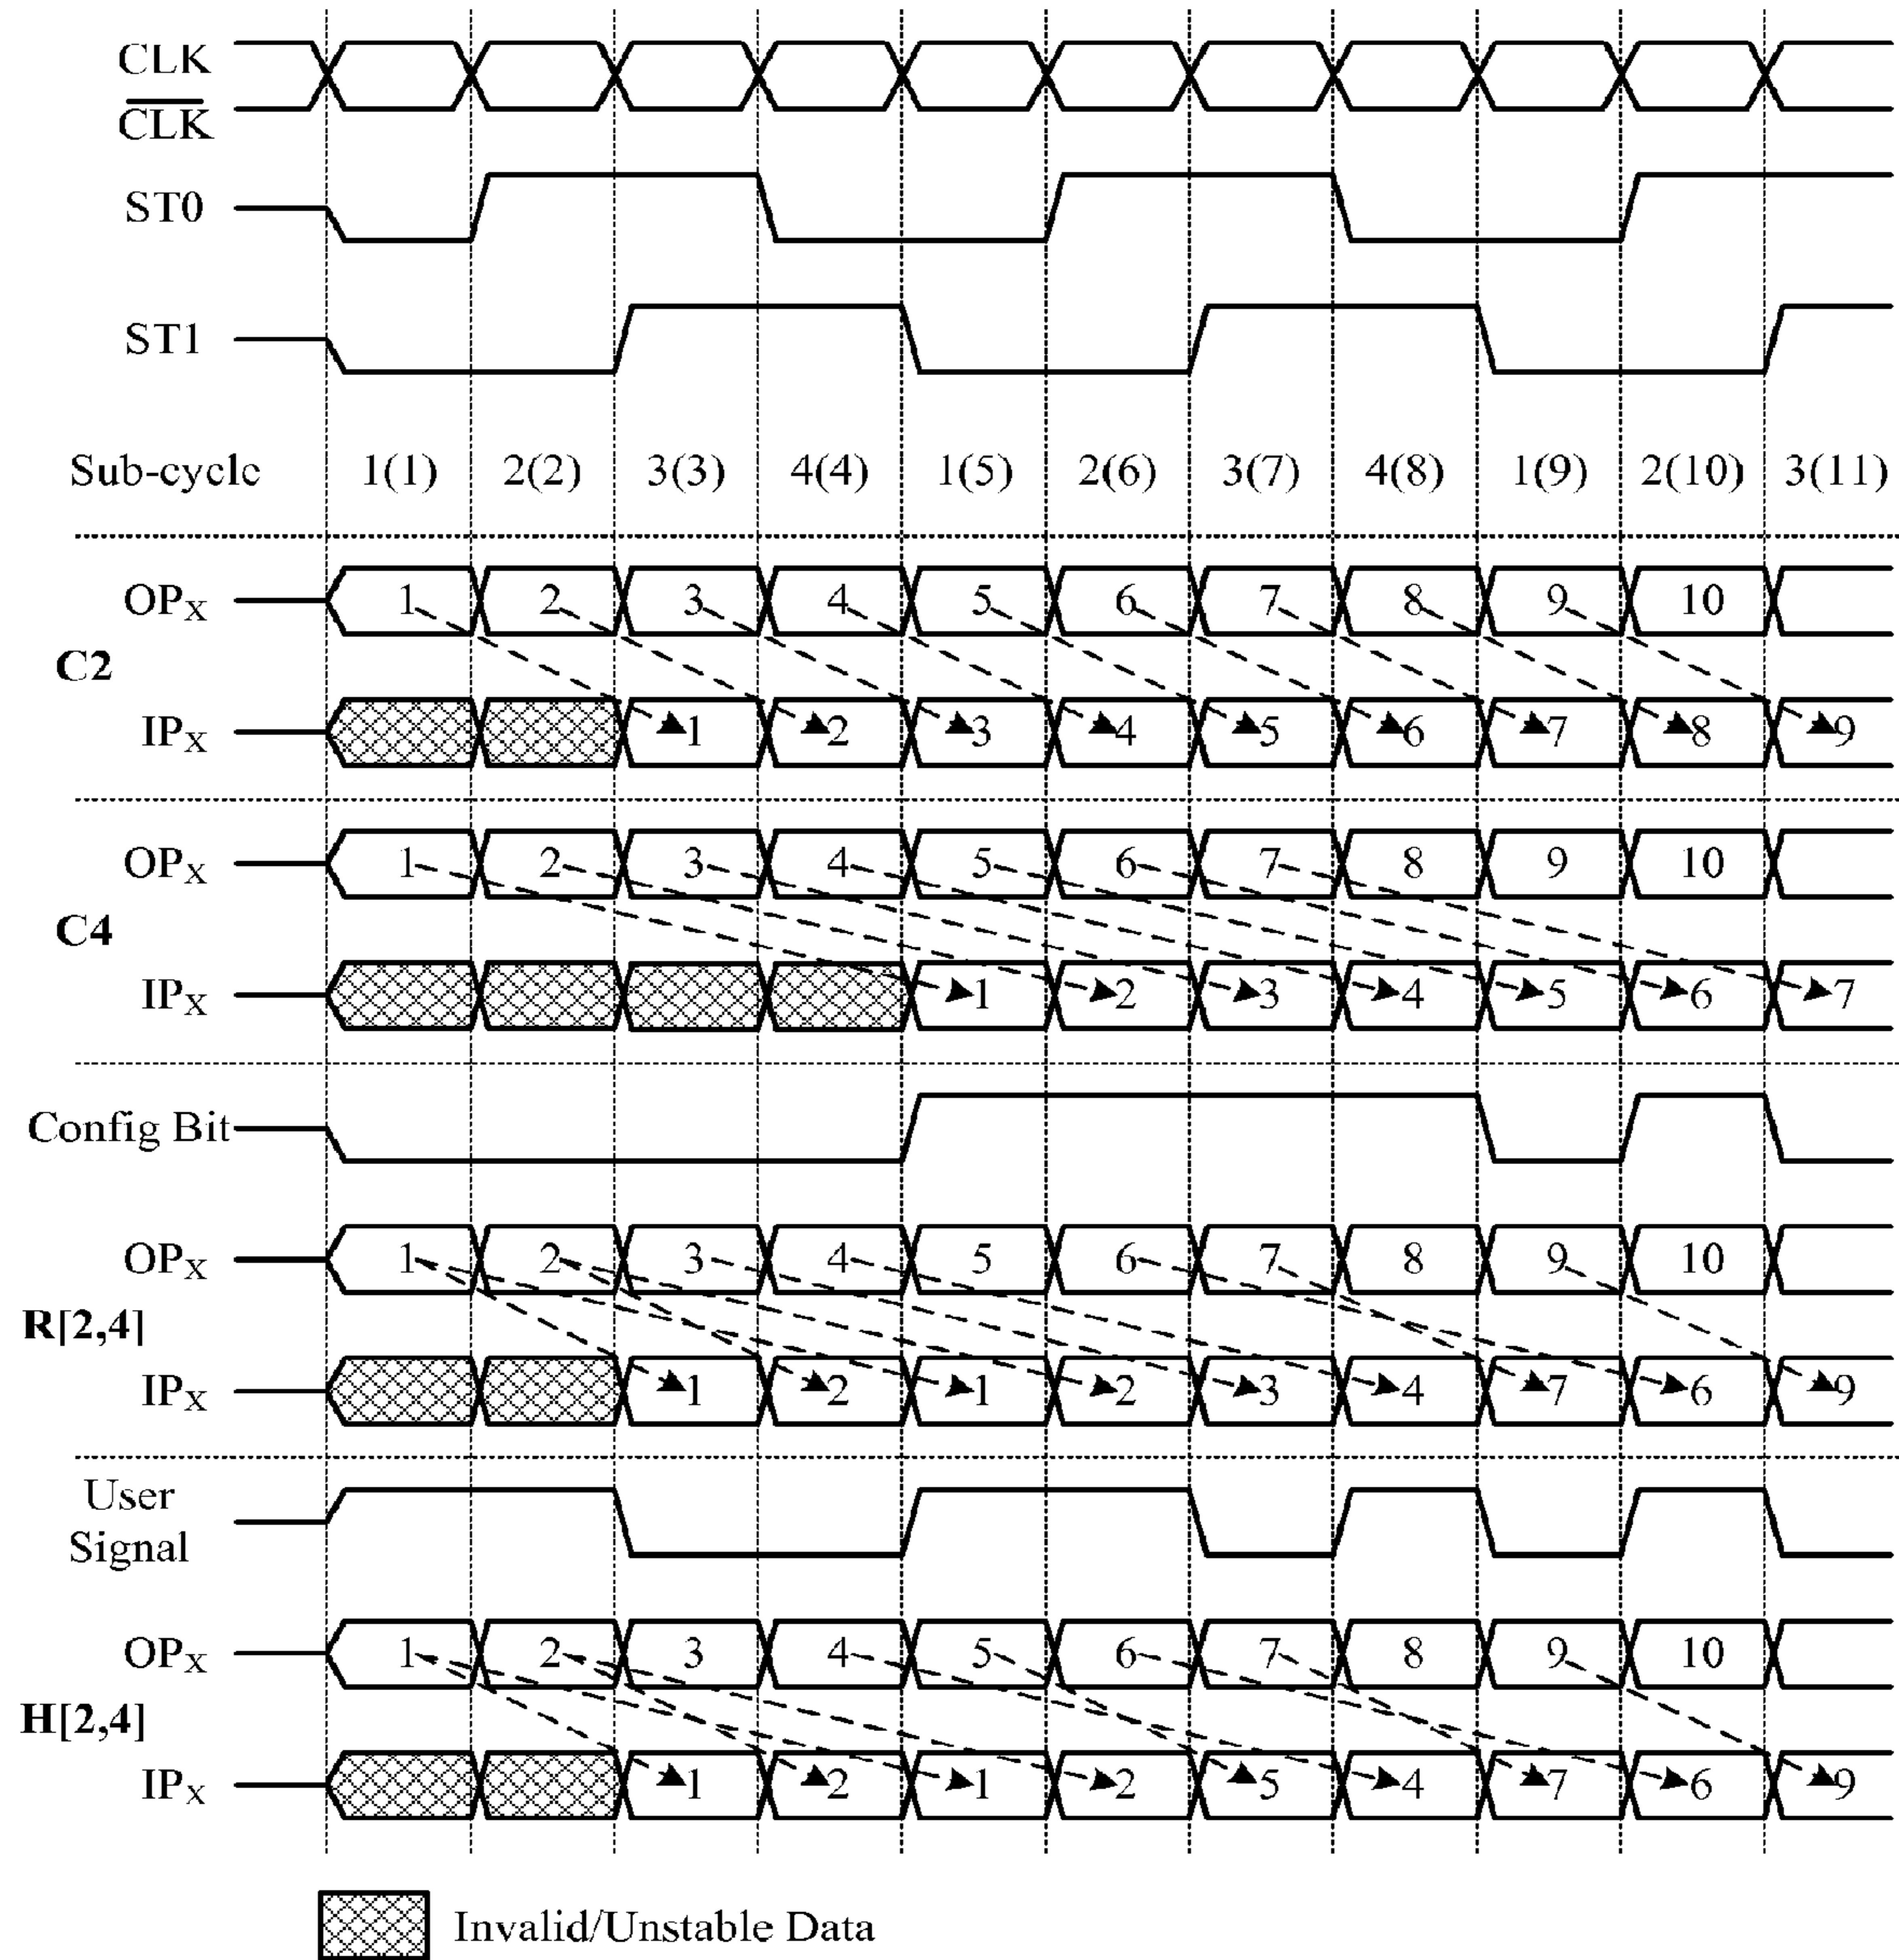 CLK
CLK
ST0
ST1
Sub-cycle 1(1) 2(2) 3(3) 4(4) 1(5) 2(6) 3(7) 4(8) 1(9) 2(10) 3(11)
OPX 1 2 3 4 5 6 7 8 9 10
C2
IPX 1 2 3 4 5 6 7 8 9
OPX 1 2 3 4 5 6 7 8 9 10
C4
IPX 1 2 3 4 5 6 7
Config Bit
OPX 1 2 3 4 5 6 7 8 9 10
R[2,4]
IPX 1 2 1 2 3 4 7 6 9
User
Signal
OPX 1 2 3 4 5 6 7 8 9 10
H[2,4]
IPX 1 2 1 2 5 4 7 6 9
Invalid/Unstable Data